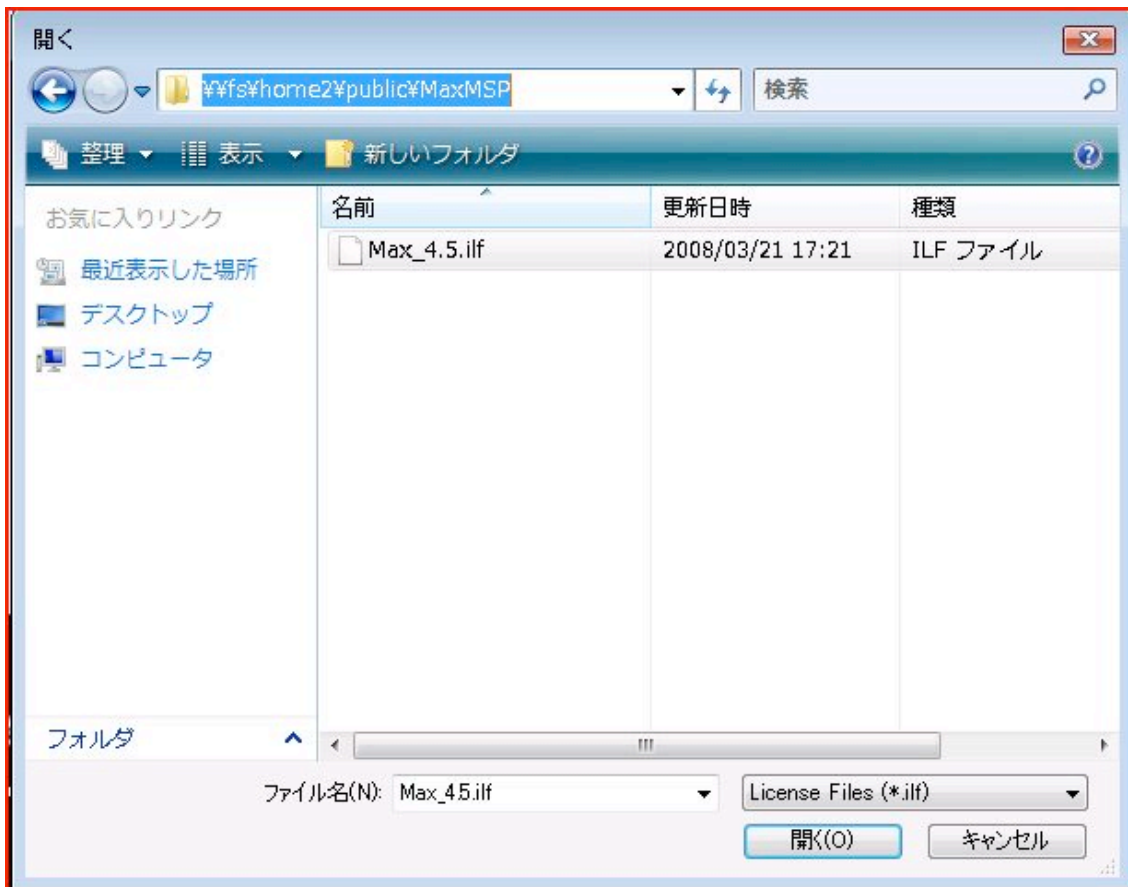 開く
¥¥fs¥home2¥public¥MaxMSP 検索
整理 表示 新しいフォルダ
お気に入りリンク 名前 更新日時 種類
Max_4.5.ilf 2008/03/21 17:21 ILF ファイル
最近表示した場所
デスクトップ
コンピュータ
フォルダ
ファイル名(N): Max_4.5.ilf License Files (*.ilf)
開く(O) キャンセル